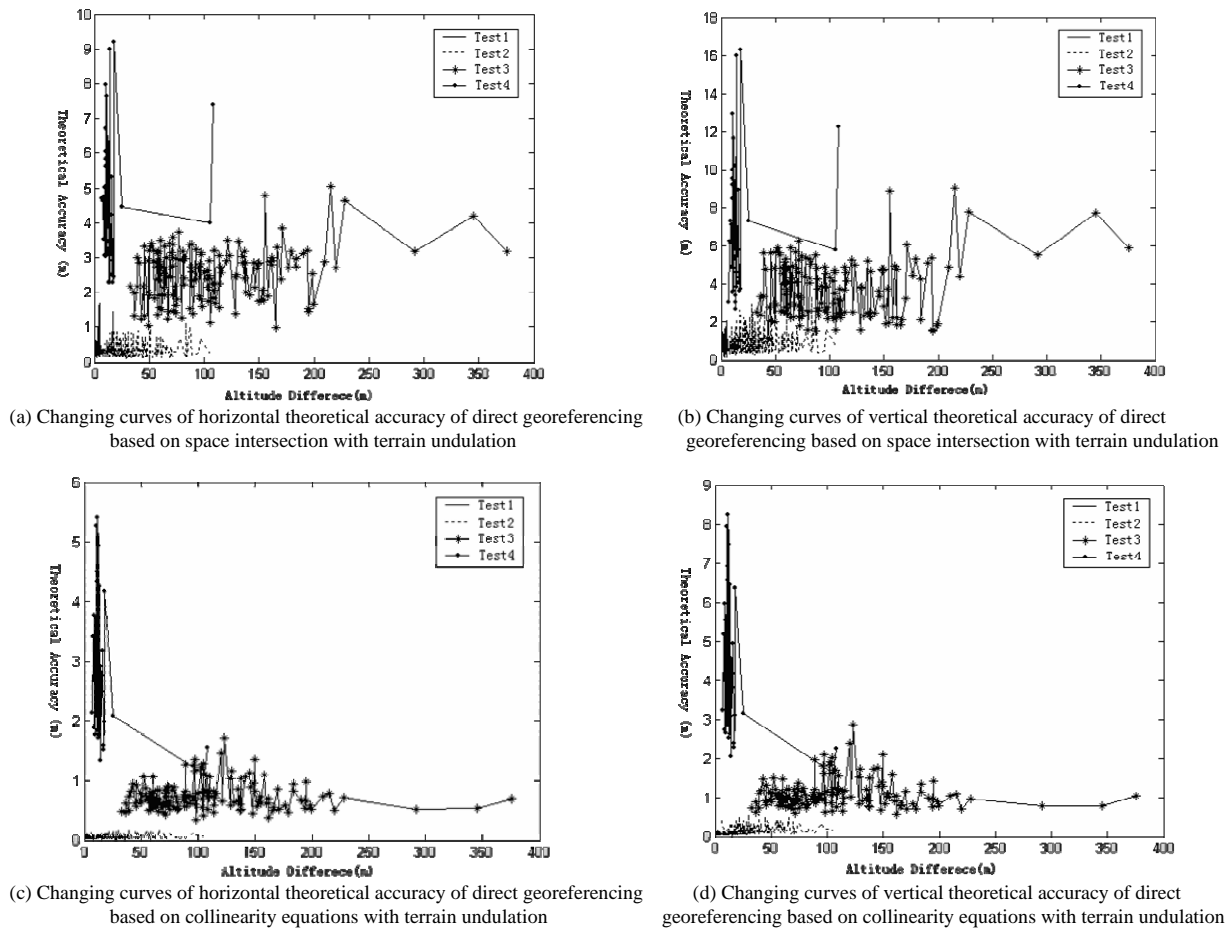 10
9
8
7
6
5
4
3
2
1
0
0 50 100 150 200 250 300 350 400
Theoretical Accuracy (m)
Altitude Differece(m)
Test1
Test2
Test3
Test4
(a) Changing curves of horizontal theoretical accuracy of direct georeferencing
based on space intersection with terrain undulation
18
16
14
12
10
8
6
4
2
0
0 50 100 150 200 250 300 350 400
Theoretical Accuracy (m)
Altitude Differece(m)
Test1
Test2
Test3
Test4
(b) Changing curves of vertical theoretical accuracy of direct
georeferencing based on space intersection with terrain undulation
6
5
4
3
2
1
0
0 50 100 150 200 250 300 350 400
Theoretical Accuracy (m)
Altitude Differece(m)
Test1
Test2
Test3
Test4
(c) Changing curves of horizontal theoretical accuracy of direct georeferencing
based on collinearity equations with terrain undulation
9
8
7
6
5
4
3
2
1
0
0 50 100 150 200 250 300 350 400
Theoretical Accuracy (m)
Altitude Differece(m)
Test1
Test2
Test3
Test4
(d) Changing curves of vertical theoretical accuracy of direct
georeferencing based on collinearity equations with terrain undulation